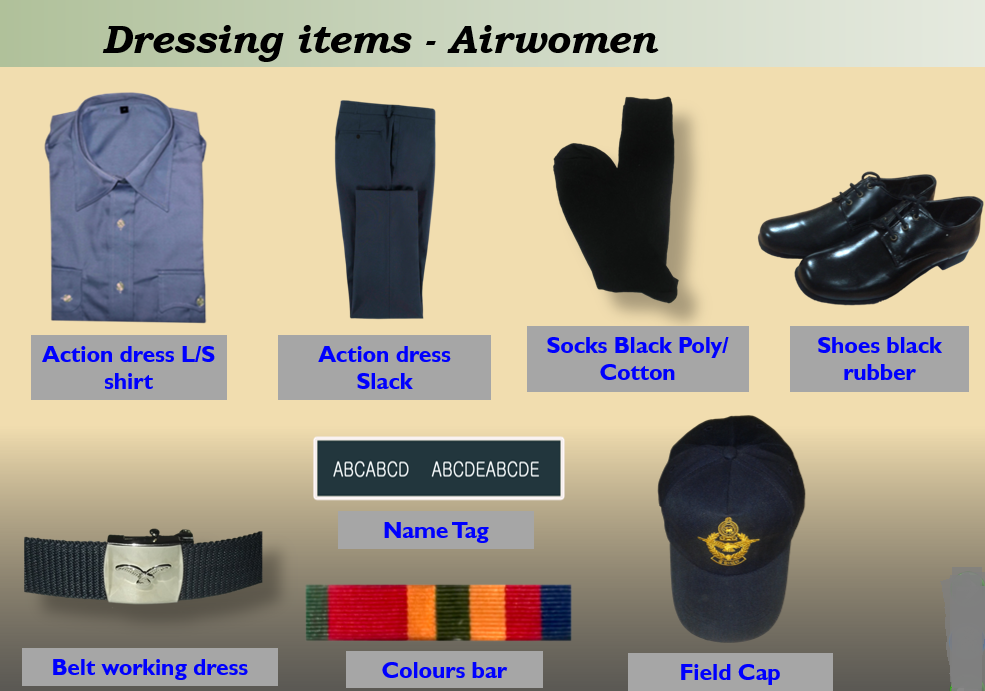 Dressing items - Airwomen
Action dress L/S
shirt
Action dress
Slack
Socks Black Poly/
Cotton
Shoes black
rubber
ABCABCD ABCDEABCDE
Name Tag
Belt working dress
Colours bar
Field Cap